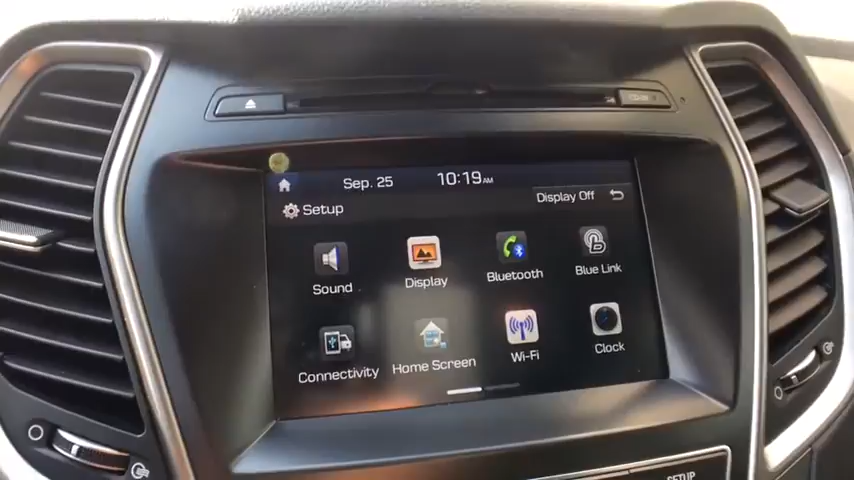 Sep. 25 10:19 AM
Setup Display Off
Sound Display Bluetooth Blue Link
Connectivity Home Screen Wi-Fi Clock
SETUP